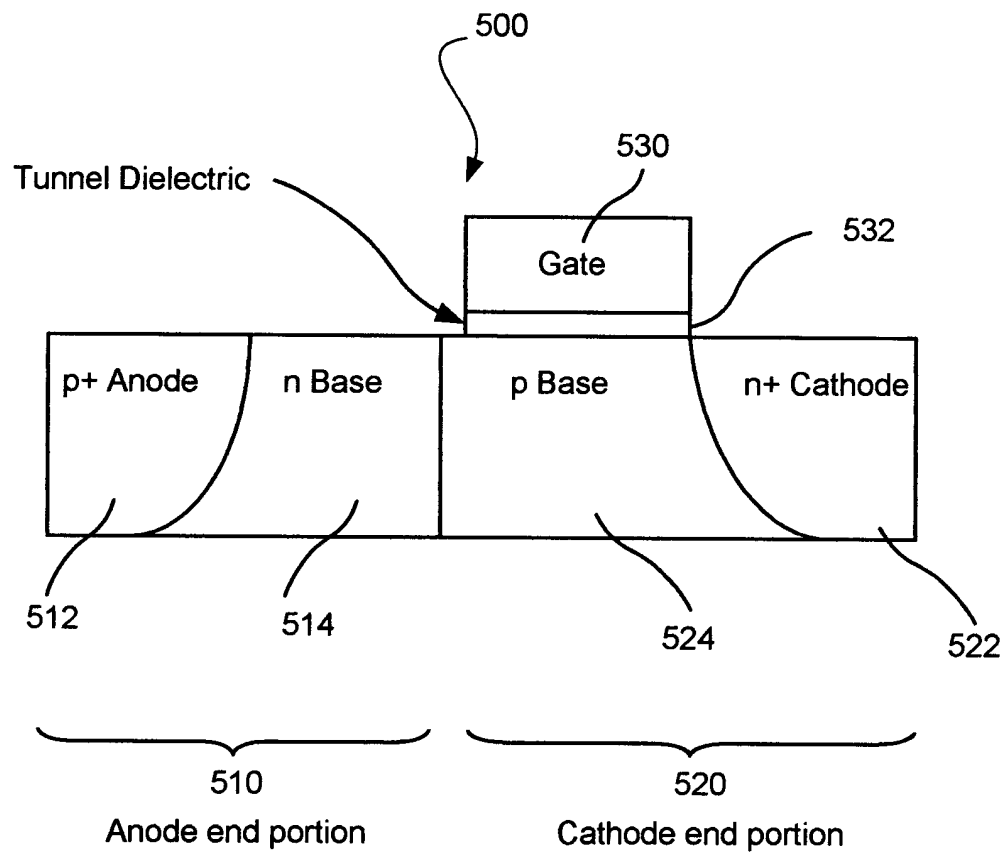 500
530
Tunnel Dielectric
532
Gate
p+ Anode
n Base
p Base
n+ Cathode
512
514
524
522
510
520
Anode end portion
Cathode end portion